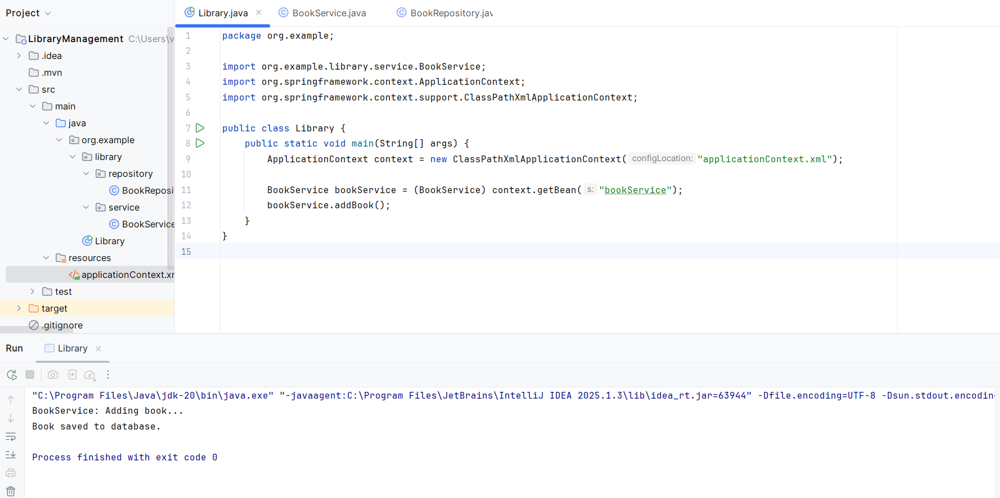 Project
Library.java
BookService.java
BookRepository.jav
LibraryManagement C:\Users\v
.idea
.mvn
src
main
java
org.example
library
repository
BookReposi
service
BookService
Library
resources
applicationContext.xr
test
target
.gitignore
1 package org.example;
2
3 import org.example.library.service.BookService;
4 import org.springframework.context.ApplicationContext;
5 import org.springframework.context.support.ClassPathXmlApplicationContext;
6
7 public class Library {
8 public static void main(String[] args) {
9 ApplicationContext context = new ClassPathXmlApplicationContext( configLocation: "applicationContext.xml");
10
11 BookService bookService = (BookService) context.getBean( s: "bookService");
12 bookService.addBook();
13 }
14 }
15
Run Library
"C:\Program Files\Java\jdk-20\bin\java.exe" "-javaagent:C:\Program Files\JetBrains\IntelliJ IDEA 2025.1.3\lib\idea_rt.jar=63944" -Dfile.encoding=UTF-8 -Dsun.stdout.encoding
BookService: Adding book...
Book saved to database.
Process finished with exit code 0